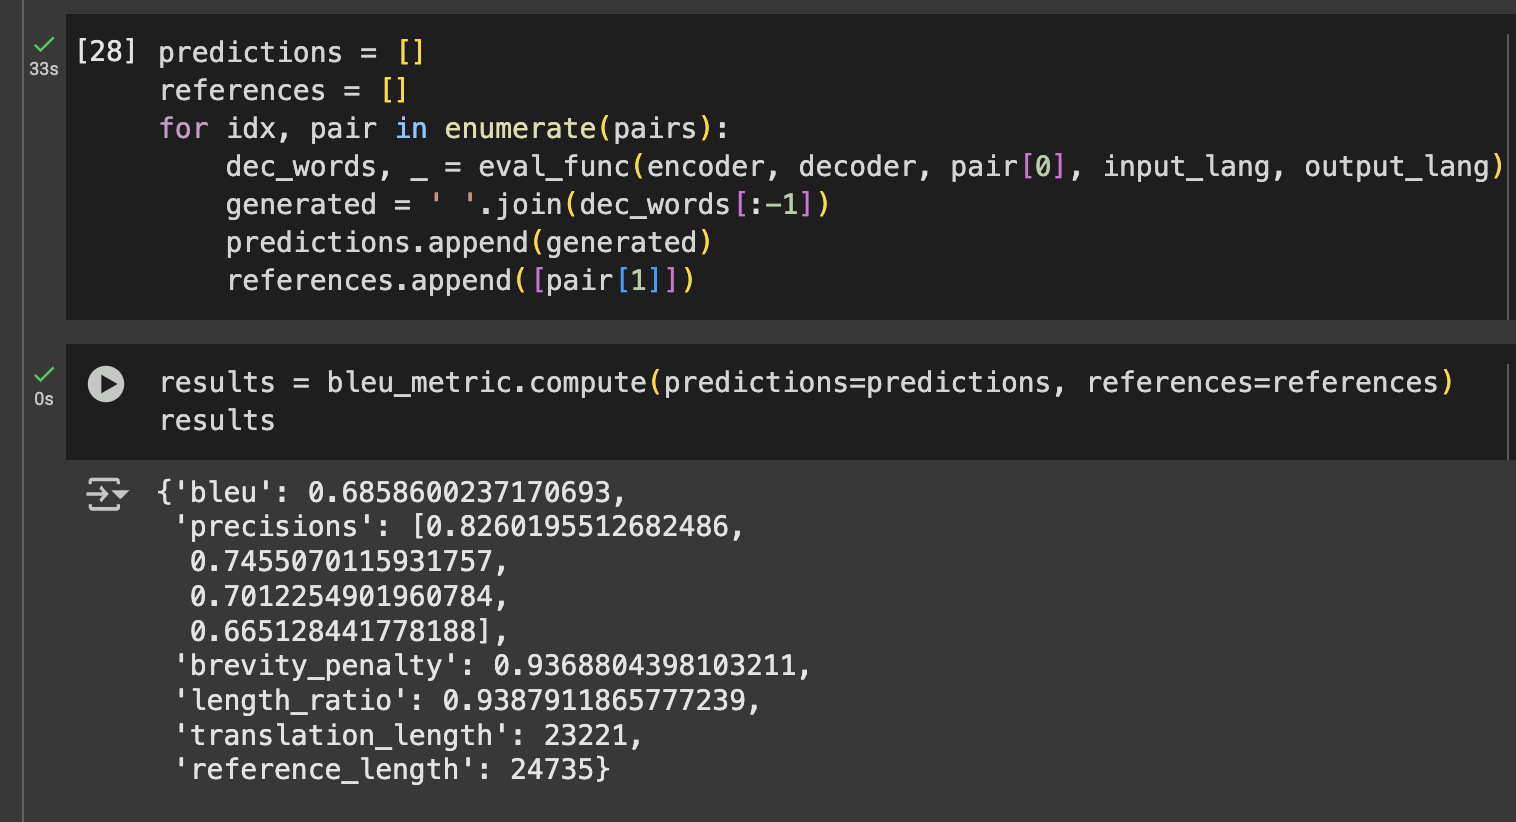 [28] predictions = []
33s
references = []
for idx, pair in enumerate(pairs):
    dec_words, _ = eval_func(encoder, decoder, pair[0], input_lang, output_lang)
    generated = ' '.join(dec_words[:-1])
    predictions.append(generated)
    references.append([pair[1]])
results = bleu_metric.compute(predictions=predictions, references=references)
0s
results
{'bleu': 0.6858600237170693,
 'precisions': [0.8260195512682486,
  0.7455070115931757,
  0.7012254901960784,
  0.665128441778188],
 'brevity_penalty': 0.9368804398103211,
 'length_ratio': 0.9387911865777239,
 'translation_length': 23221,
 'reference_length': 24735}